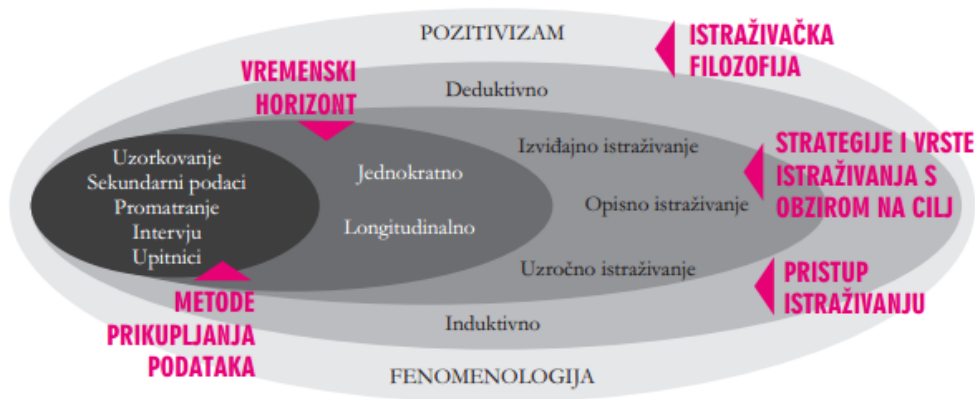 POZITIVIZAM
ISTRAŽIVAČKA
FILOZOFIJA
VREMENSKI
HORIZONT
Deduktivno
Uzorkovanje
Sekundarni podaci
Promatranje
Intervju
Upitnici
Jednokratno
Longitudinalno
Izviđajno istraživanje
Opisno istraživanje
Uzročno istraživanje
STRATEGIJE I VRSTE
ISTRAŽIVANJA S
OBZIROM NA CILJ
PRISTUP
ISTRAŽIVANJU
METODE
PRIKUPLJANJA
PODATAKA
Induktivno
FENOMENOLOGIJA